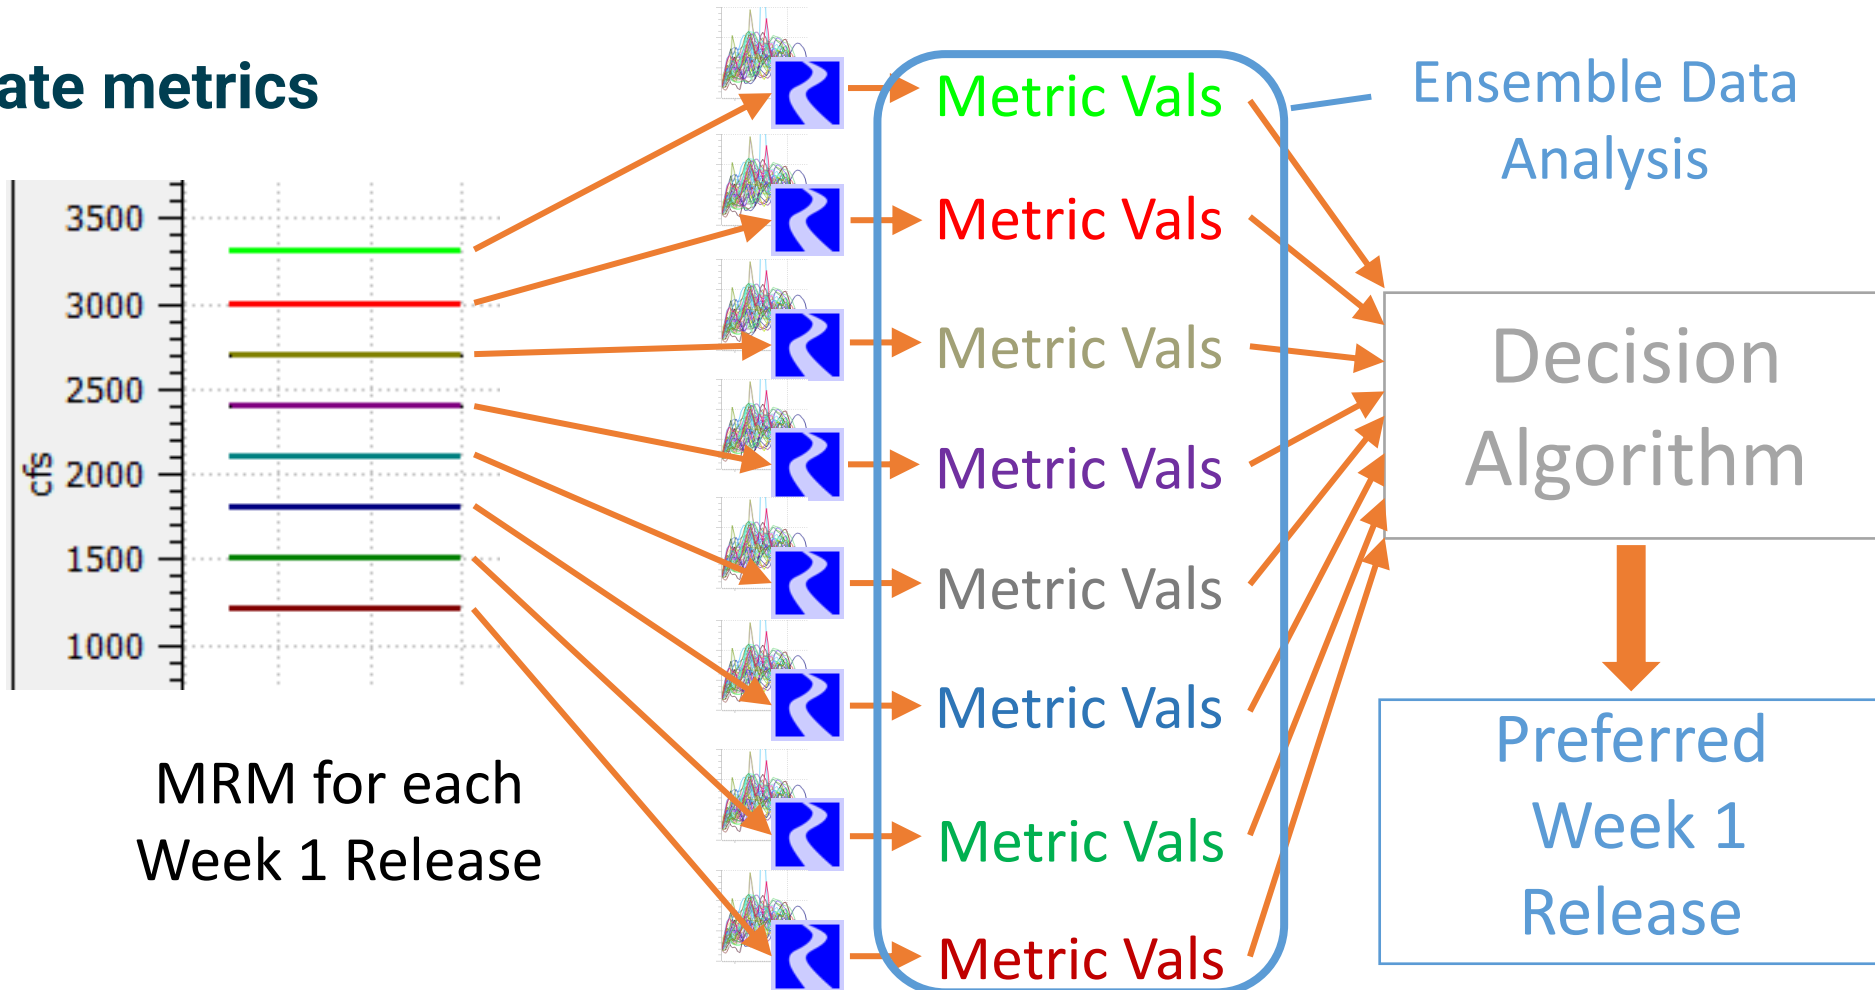 ate metrics
3500
3000
2500
2000
1500
1000
cfs
MRM for each
Week 1 Release
Metric Vals
Metric Vals
Metric Vals
Metric Vals
Metric Vals
Metric Vals
Metric Vals
Metric Vals
Ensemble Data
Analysis
Decision
Algorithm
Preferred
Week 1
Release